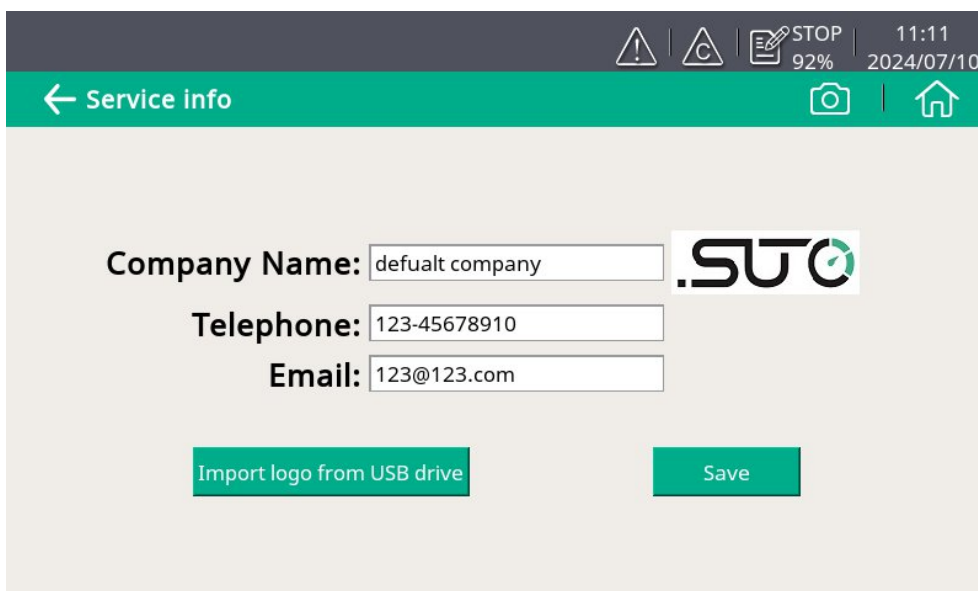 STOP 11:11
92% 2024/07/10
Service info
Company Name: defualt company
.SUTO
Telephone: 123-45678910
Email: 123@123.com
Import logo from USB drive
Save